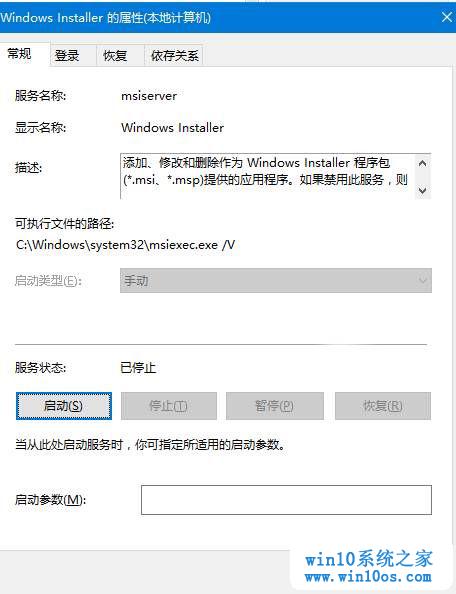 Windows Installer 的属性(本地计算机)
常规 登录 恢复 依存关系
服务名称: msiserver
显示名称: Windows Installer
描述: 添加、修改和删除作为 Windows Installer 程序包
(*.msi、*.msp)提供的应用程序。如果禁用此服务，则
可执行文件的路径:
C:\Windows\system32\msiexec.exe /V
启动类型(E): 手动
服务状态: 已停止
启动(S) 停止(T) 暂停(P) 恢复(R)
当从此处启动服务时，你可指定所适用的启动参数。
启动参数(M):
win10系统之家
www.win10os.com